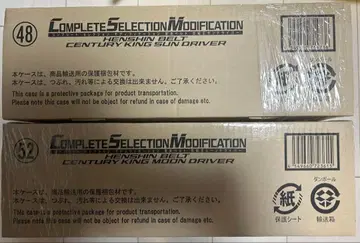 48
COMPLETE SELECTION MODIFICATION
HENSHIN BELT
CENTURY KING SUN DRIVER
本ケースは、商品輸送用の保護梱包材です。
本ケースのつぶれ、汚れ等による交換は出来ません。ご了承ください。
This case is a protective package for product transportation.
Please note this case will not be object for refund in case of damage etc.
52
COMPLETE SELECTION MODIFICATION
HENSHIN BELT
CENTURY KING MOON DRIVER
本ケースは、商品輸送用の保護梱包材です。
本ケースのつぶれ、汚れ等による交換は出来ません。ご了承ください。
This case is a protective package for product transportation.
Please note this case will not be object for refund in case of damage etc.
紙
保護シート
ダンボール
輸送箱